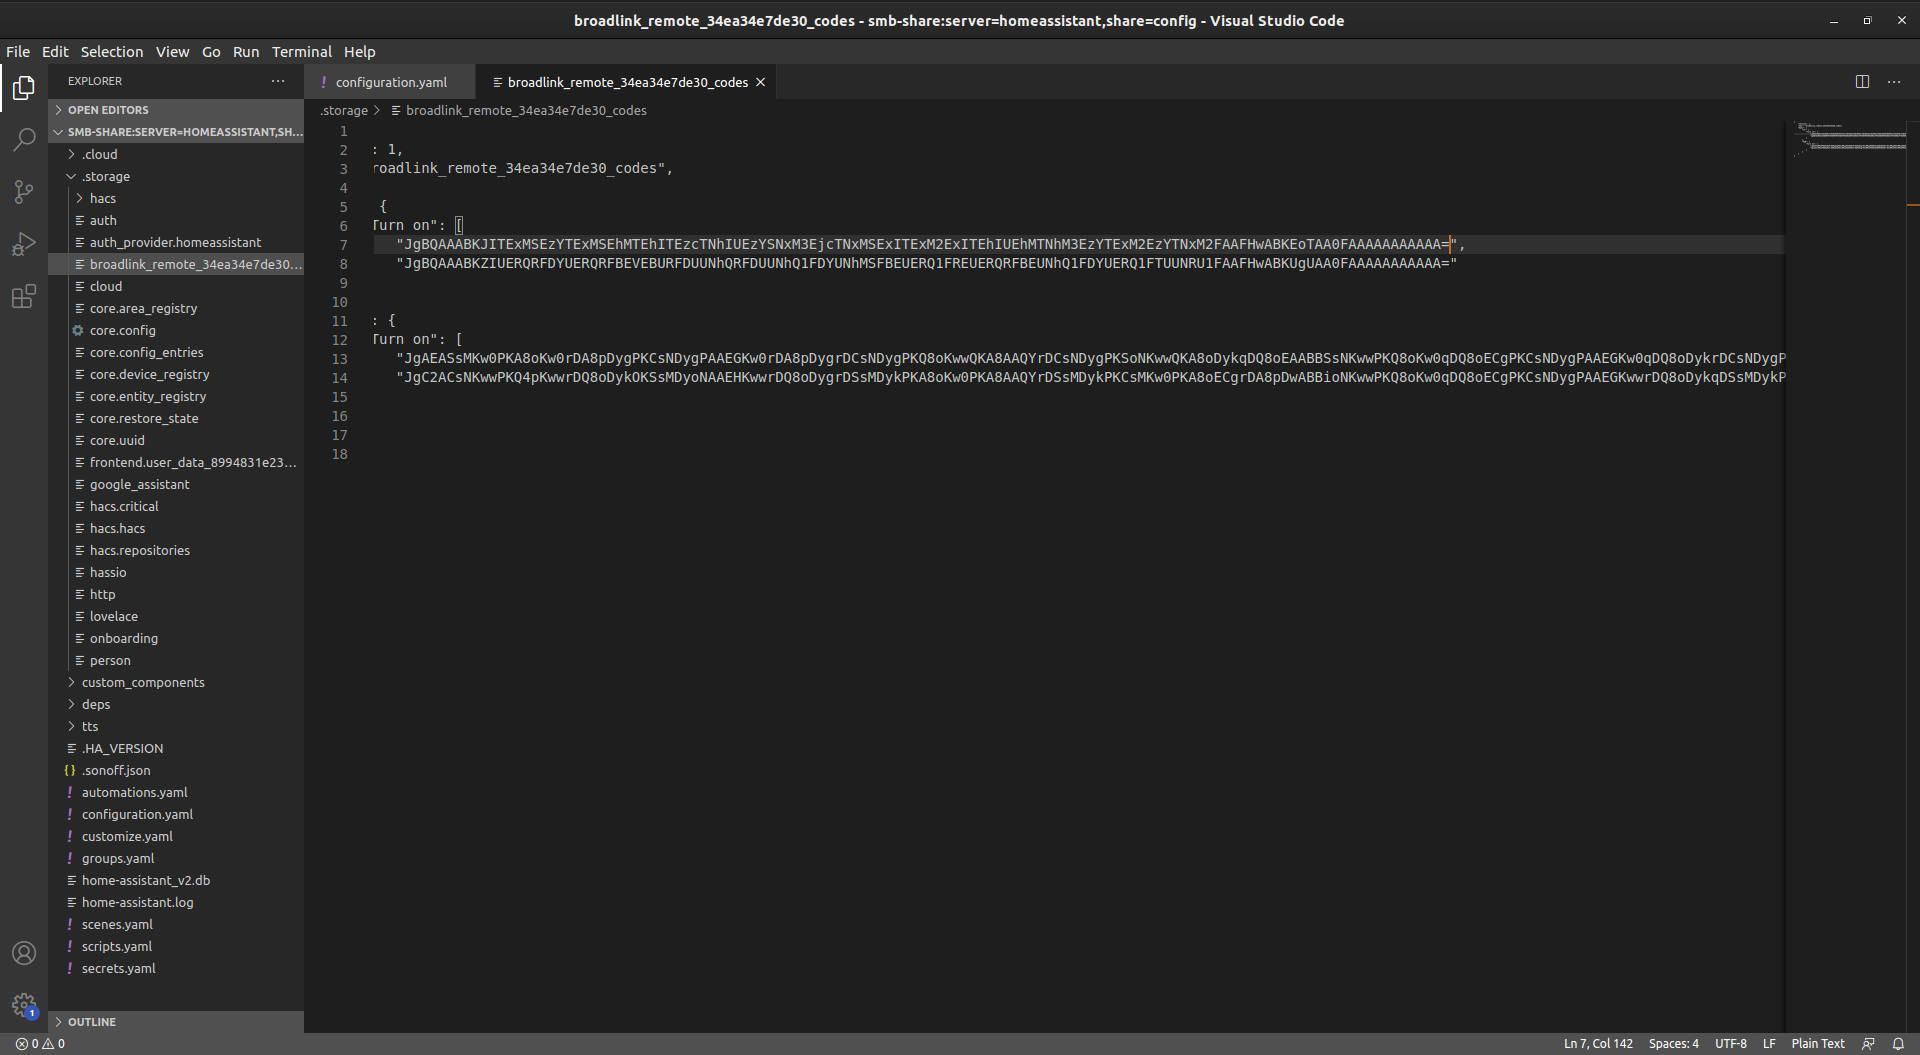 broadlink_remote_34ea34e7de30_codes - smb-share:server=homeassistant,share=config - Visual Studio Code
File Edit Selection View Go Run Terminal Help
EXPLORER
OPEN EDITORS
SMB-SHARE:SERVER=HOMEASSISTANT,SH...
.cloud
.storage
hacs
auth
auth_provider.homeassistant
broadlink_remote_34ea34e7de30...
cloud
core.area_registry
core.config
core.config_entries
core.device_registry
core.entity_registry
core.restore_state
core.uuid
frontend.user_data_8994831e23...
google_assistant
hacs.critical
hacs.hacs
hacs.repositories
hassio
http
lovelace
onboarding
person
custom_components
deps
tts
.HA_VERSION
{} .sonoff.json
! automations.yaml
! configuration.yaml
! customize.yaml
! groups.yaml
home-assistant_v2.db
home-assistant.log
! scenes.yaml
! scripts.yaml
! secrets.yaml
OUTLINE
! configuration.yaml
broadlink_remote_34ea34e7de30_codes
.storage > broadlink_remote_34ea34e7de30_codes
1
2 : 1,
3 roadlink_remote_34ea34e7de30_codes",
4
5 {
6 Turn on": [
7 "JgBQAAABKJITExMSEzYTExMSEhMTEhITEzcTNhIUEzYSNxM3EjcTNxMSExITExM2ExITEhIUEhMTNhM3EzYTExM2EzYTNxM2FAAFHwABKEoTAA0FAAAAAAAAAAA=",
8 "JgBQAAABKZIUERQRFDYUERQRFBEVEBURFDUUNhQRFDUUNhQ1FDYUNhMSFBEUERQ1FREUERQRFBEUNhQ1FDYUERQ1FTUUNRU1FAAFHwABKUgUAA0FAAAAAAAAAAA="
9
10
11 : {
12 Turn on": [
13 "JgAEASsMKw0PKA8oKw0rDA8pDygPKCsNDygPAAEGKw0rDA8pDygrDCsNDygPKQ8oKwwQKA8AAQYrDCsNDygPKSoNKwwQKA8oDykqDQ8oEAABBSsNKwwPKQ8oKw0qDQ8oECgPKCsNDygPAAEGKw0qDQ8oDykrDCsNDygP
14 "JgC2ACsNKwwPKQ4pKwwrDQ8oDykOKSsMDyoNAAEHKwwrDQ8oDygrDSsMDykPKA8oKw0PKA8AAQYrDSsMDykPKCsMKw0PKA8oECgrDA8pDwABBioNKwwPKQ8oKw0qDQ8oECgPKCsNDygPAAEGKwwrDQ8oDykqDSsMDykP
15
16
17
18
1
0 0
Ln 7, Col 142 Spaces: 4 UTF-8 LF Plain Text